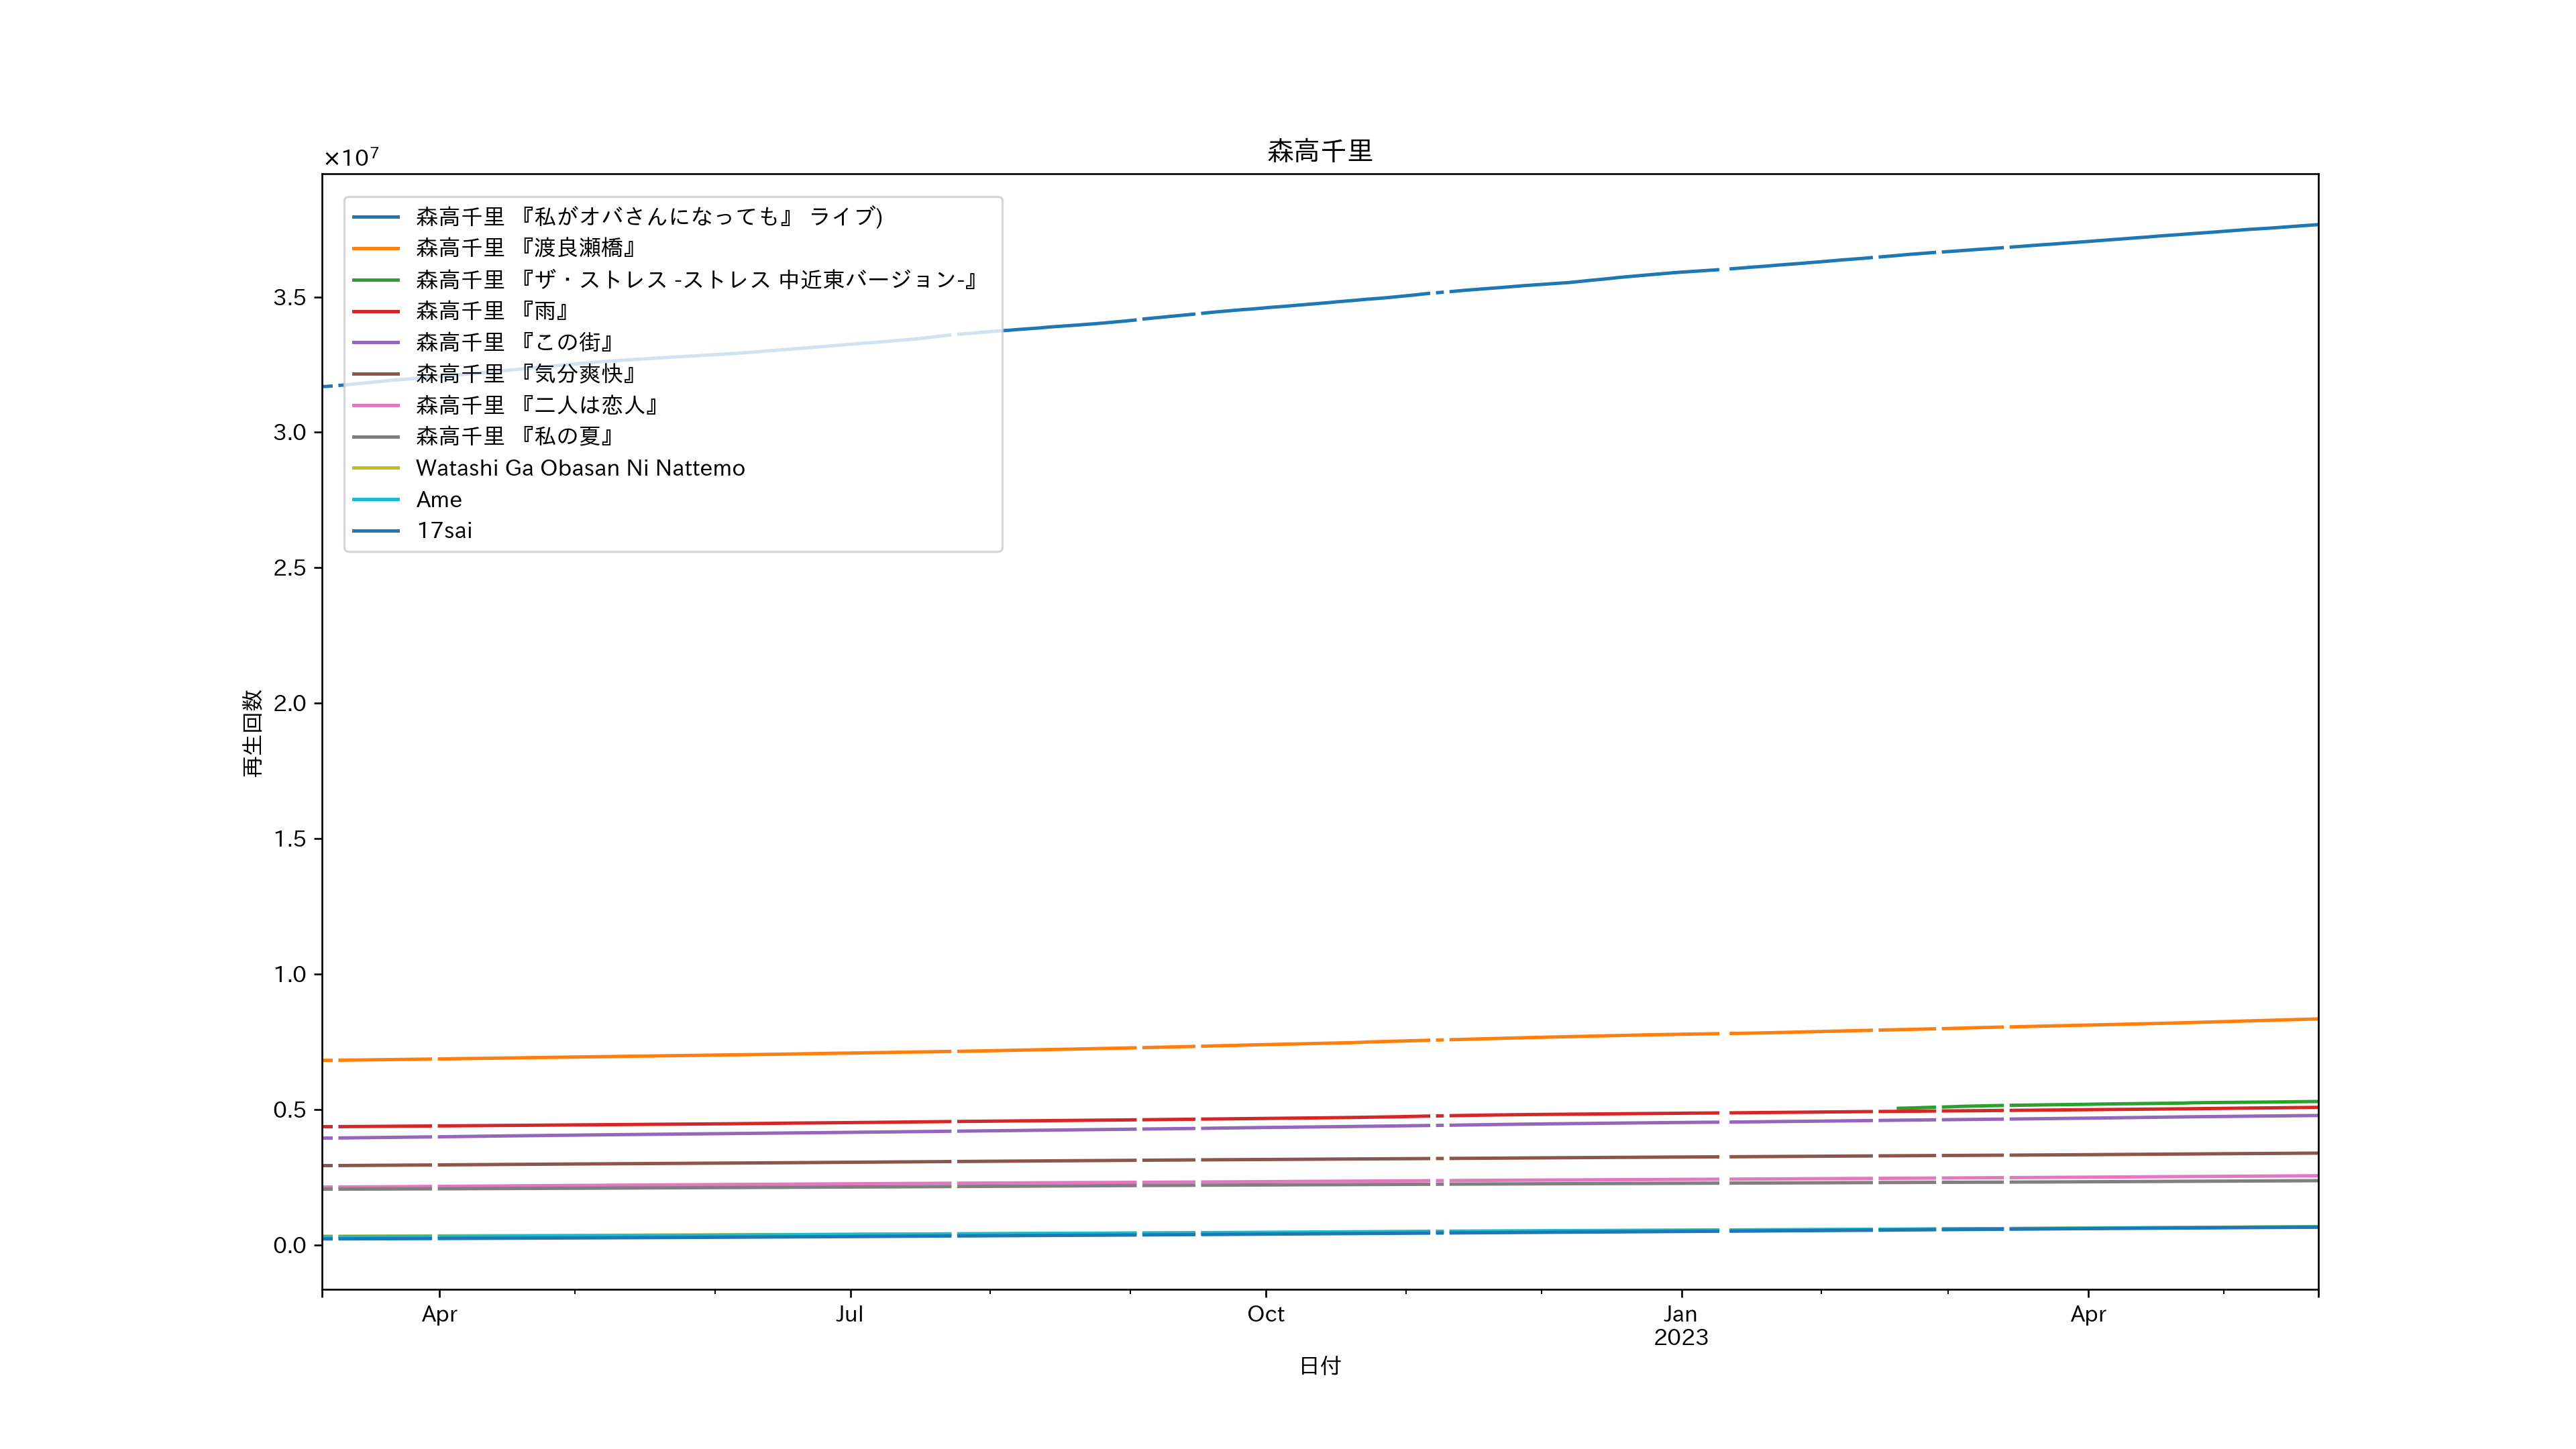 森高千里
×10⁷
森高千里 『私がオバさんになっても』 ライブ)
森高千里 『渡良瀬橋』
森高千里 『ザ・ストレス -ストレス 中近東バージョン-』
森高千里 『雨』
森高千里 『この街』
森高千里 『気分爽快』
森高千里 『二人は恋人』
森高千里 『私の夏』
Watashi Ga Obasan Ni Nattemo
Ame
17sai
3.5
3.0
2.5
2.0
1.5
1.0
0.5
0.0
再生回数
Apr
Jul
Oct
Jan
2023
Apr
日付